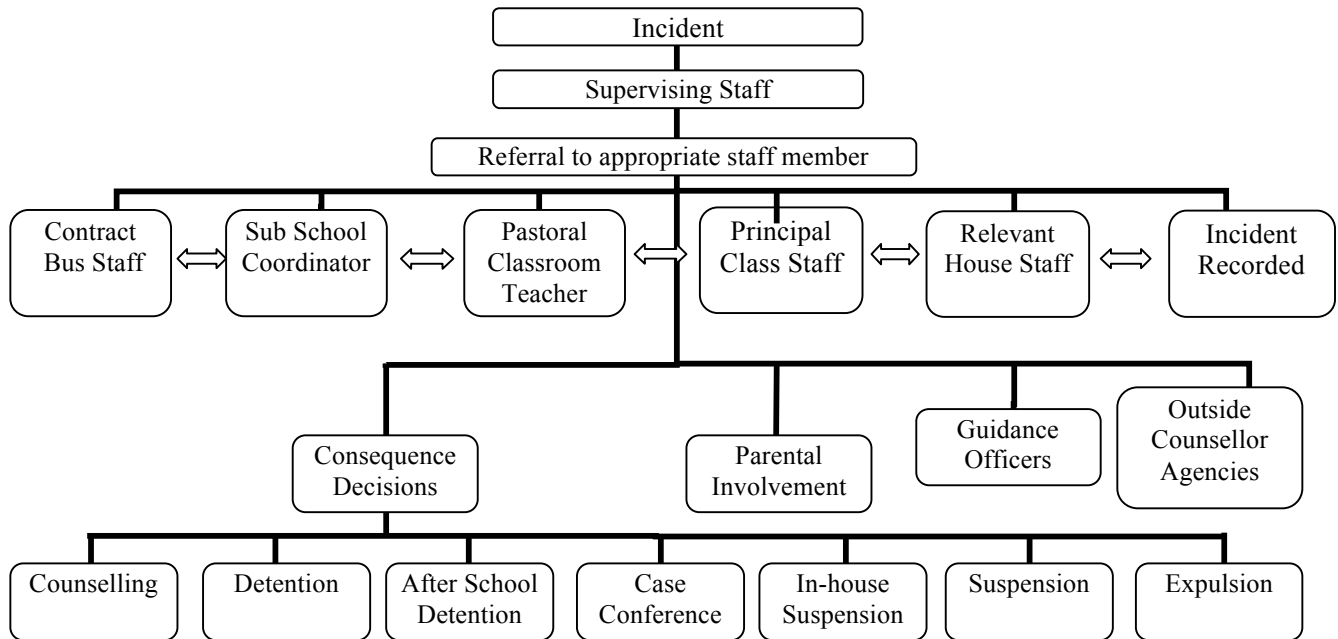 Incident
Supervising Staff
Referral to appropriate staff member
Contract
Bus Staff
Sub School
Coordinator
Pastoral
Classroom
Teacher
Principal
Class Staff
Relevant
House Staff
Incident
Recorded
Consequence
Decisions
Parental
Involvement
Guidance
Officers
Outside
Counsellor
Agencies
Counselling
Detention
After School
Detention
Case
Conference
In-house
Suspension
Suspension
Expulsion